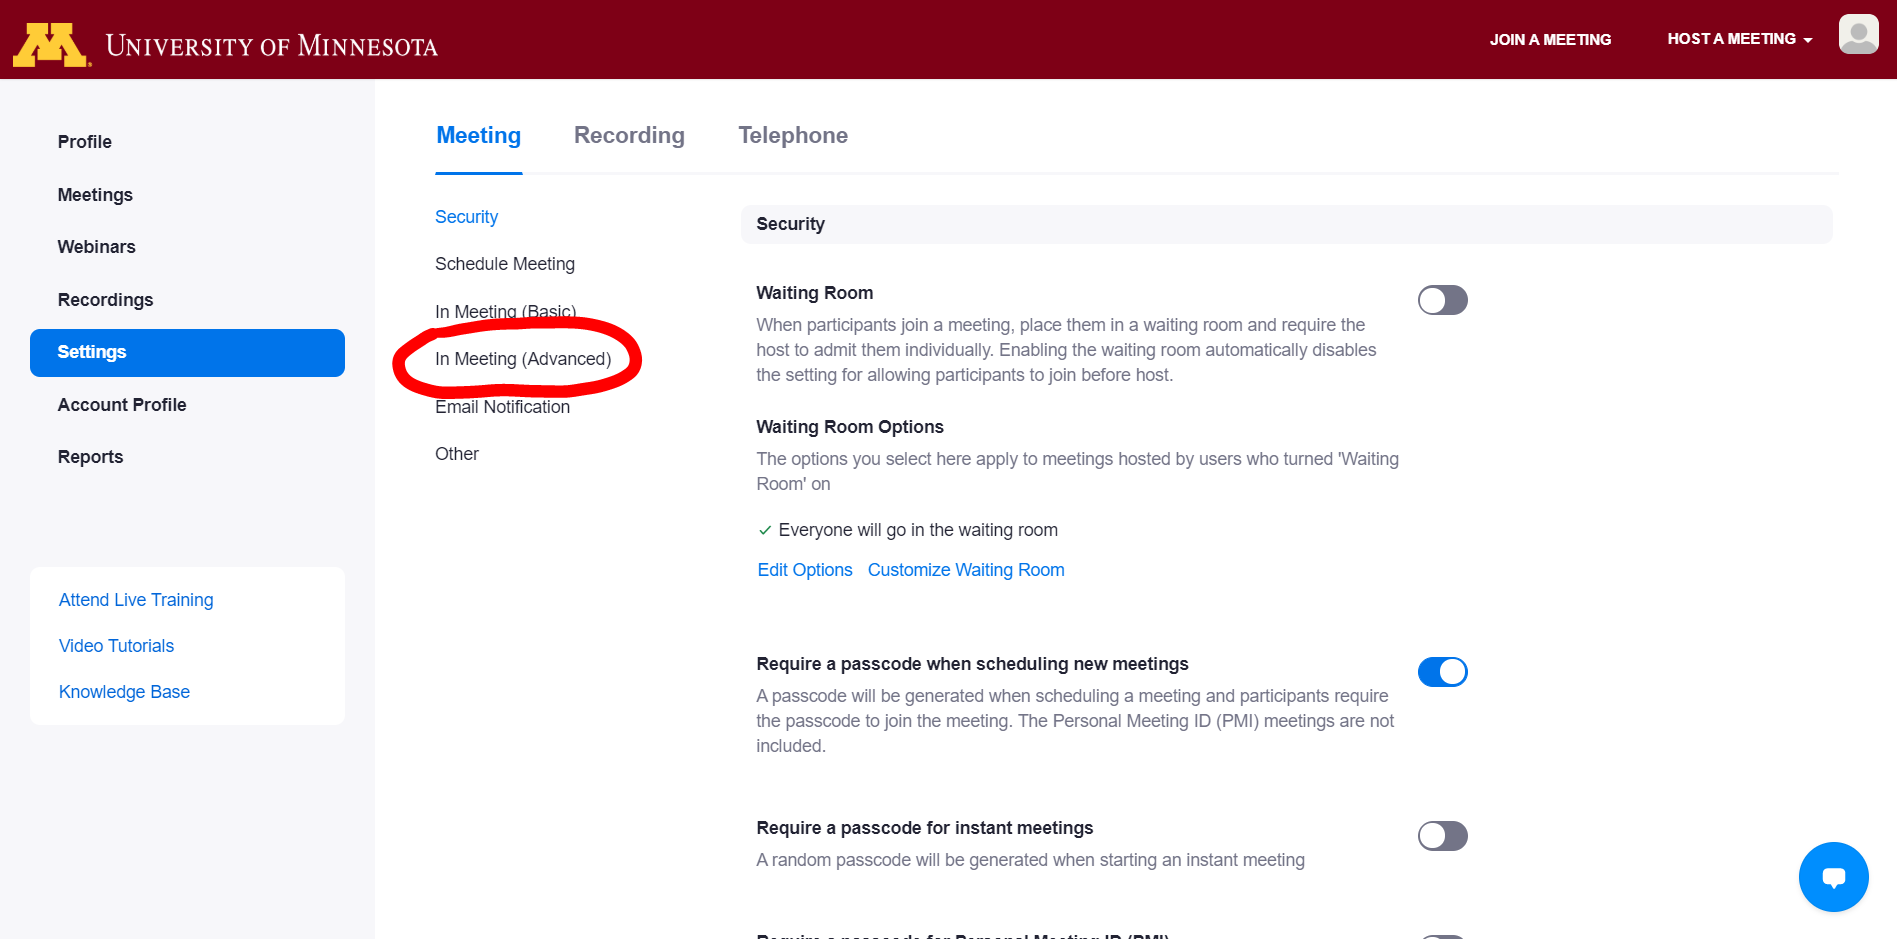 UNIVERSITY OF MINNESOTA
JOIN A MEETING
HOST A MEETING
Profile
Meetings
Webinars
Recordings
Settings
Account Profile
Reports
Attend Live Training
Video Tutorials
Knowledge Base
Meeting
Recording
Telephone
Security
Schedule Meeting
In Meeting (Basic)
In Meeting (Advanced)
Email Notification
Other
Security
Waiting Room
When participants join a meeting, place them in a waiting room and require the
host to admit them individually. Enabling the waiting room automatically disables
the setting for allowing participants to join before host.
Waiting Room Options
The options you select here apply to meetings hosted by users who turned 'Waiting
Room' on
Everyone will go in the waiting room
Edit Options
Customize Waiting Room
Require a passcode when scheduling new meetings
A passcode will be generated when scheduling a meeting and participants require
the passcode to join the meeting. The Personal Meeting ID (PMI) meetings are not
included.
Require a passcode for instant meetings
A random passcode will be generated when starting an instant meeting
Require a passcode for Personal Meeting ID (PMI)